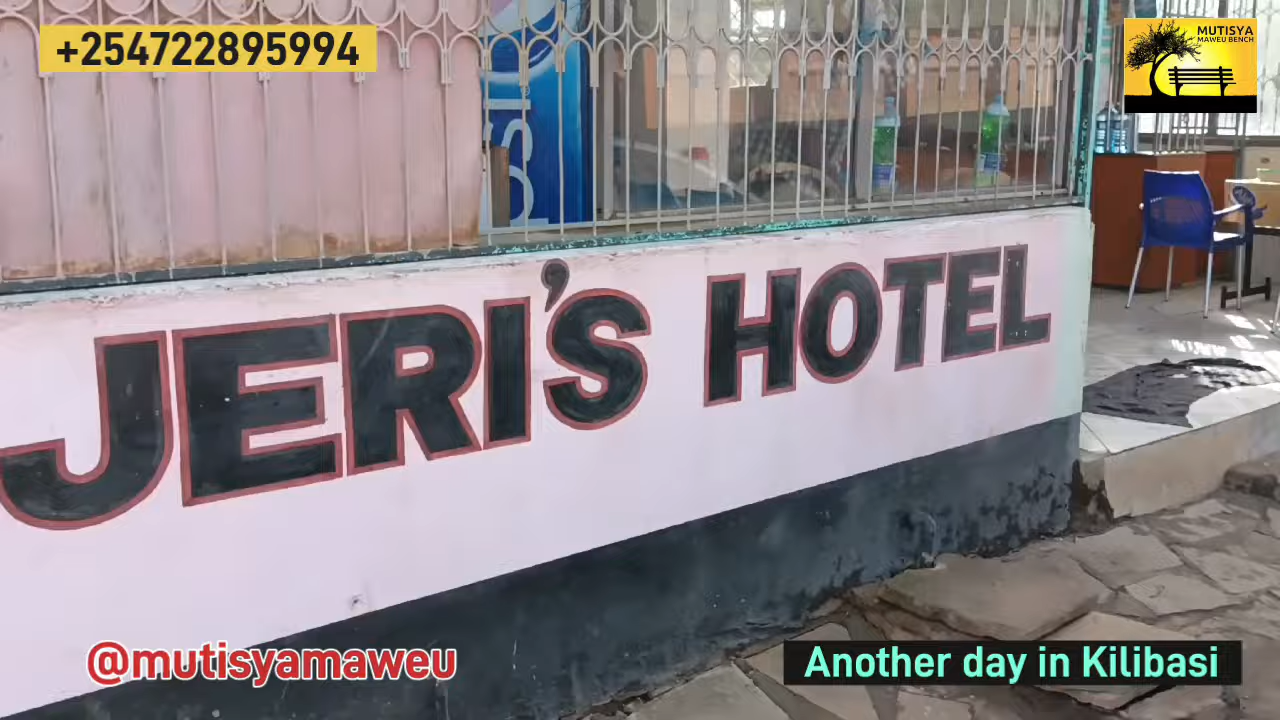 +254722895994
MUTISYA
MAWEU BENCH
JERI'S HOTEL
@mutisyamaweu
Another day in Kilibasi